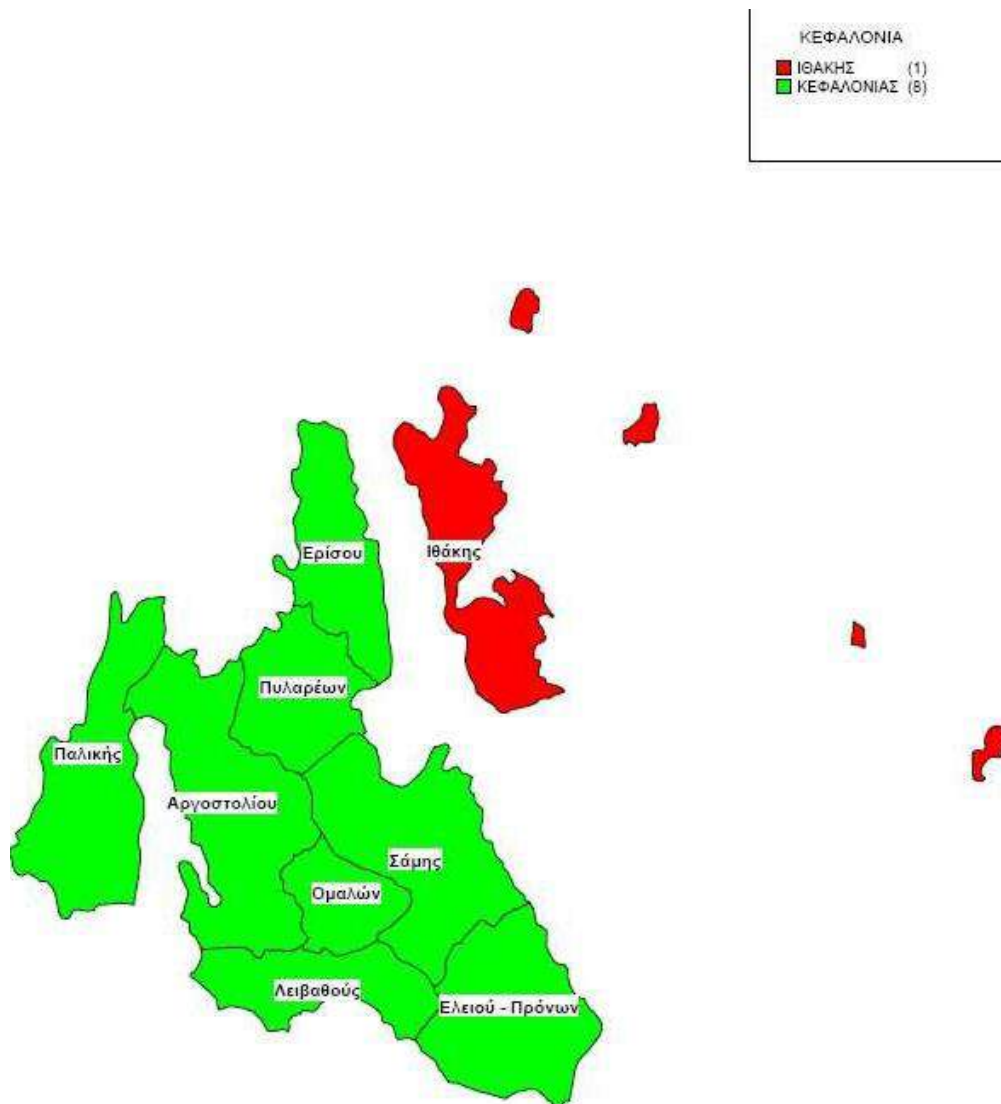 ΚΕΦΑΛΟΝΙΑ
ΙΘΑΚΗΣ (1)
ΚΕΦΑΛΟΝΙΑΣ (8)
Ερίσου
Ιθάκης
Πυλαρέων
Παλικής
Αργοστολίου
Σάμης
Ομαλών
Λειβαθούς
Ελειού - Πρόνων